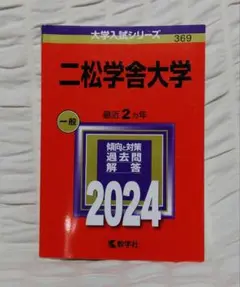 大学入試シリーズ
369
二松学舎大学
一般
最近2カ年
傾向と対策
過去問
解答
2024
教学社